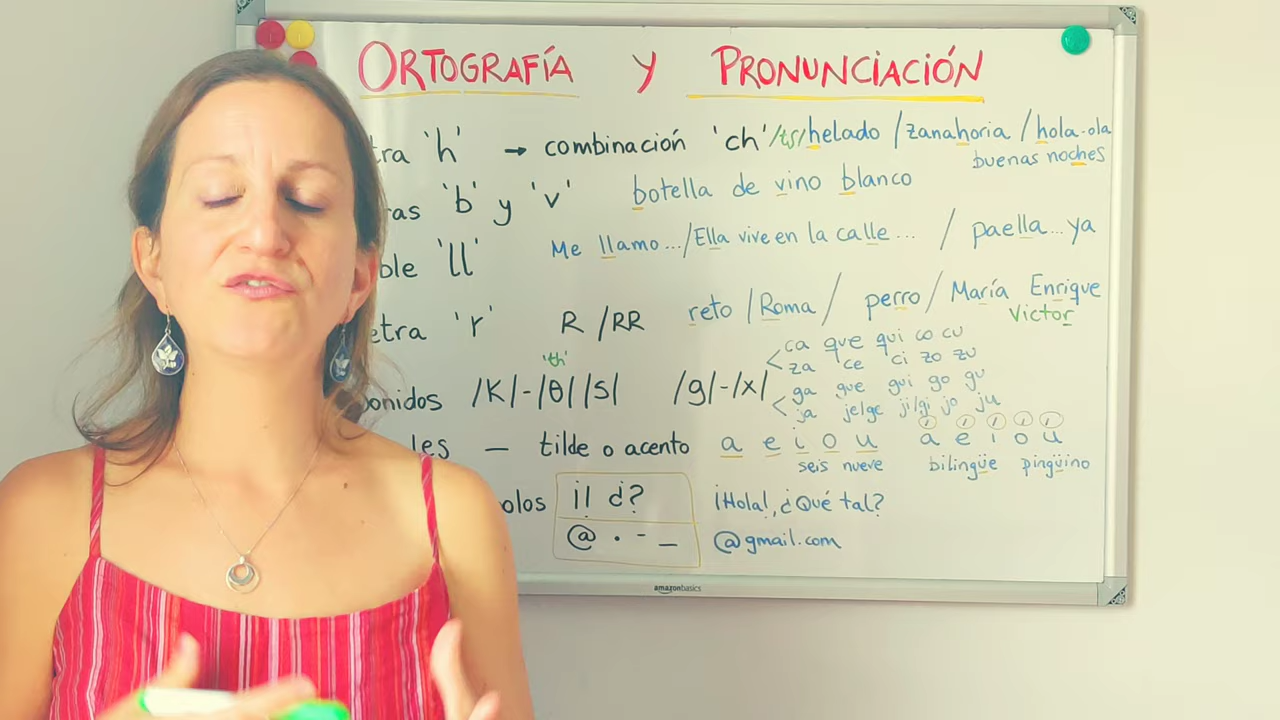 ORTOGRAFÍA Y PRONUNCIACIÓN
tra 'h' → combinación 'ch' /ts/ helado / zanahoria / hola-ola
buenas noches
as 'b' y 'v' botella de vino blanco
ble 'll' Me llamo... / Ella vive en la calle... / paella...ya
etra 'r' R / RR reto / Roma / perro / María Enrique
Victor
'th'
onidos /K/-/θ//s/ /g/-/x/
ca que qui co cu
za ce ci zo zu
ga gue gui go gu
ja je/ge ji/gi jo ju
les — tilde o acento a e i o u a e i o u
seis nueve bilingüe pingüino
olos ¡! ¿? ¡Hola!, ¿Qué tal?
@ . - _ @gmail.com
amazonbasics